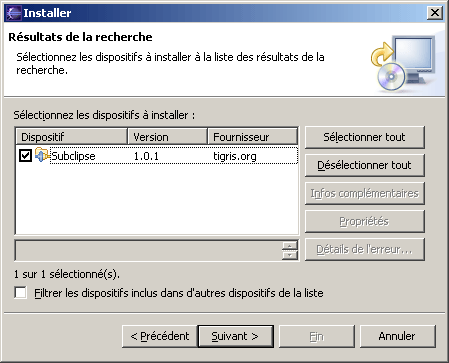 Installer
Résultats de la recherche
Sélectionnez les dispositifs à installer à la liste des résultats de la
recherche.
Sélectionnez les dispositifs à installer :
Dispositif Version Fournisseur
Subclipse 1.0.1 tigris.org
Sélectionner tout
Désélectionner tout
Infos complémentaires
Propriétés
Détails de l'erreur...
1 sur 1 sélectionné(s).
Filtrer les dispositifs inclus dans d'autres dispositifs de la liste
< Précédent Suivant > Fin Annuler